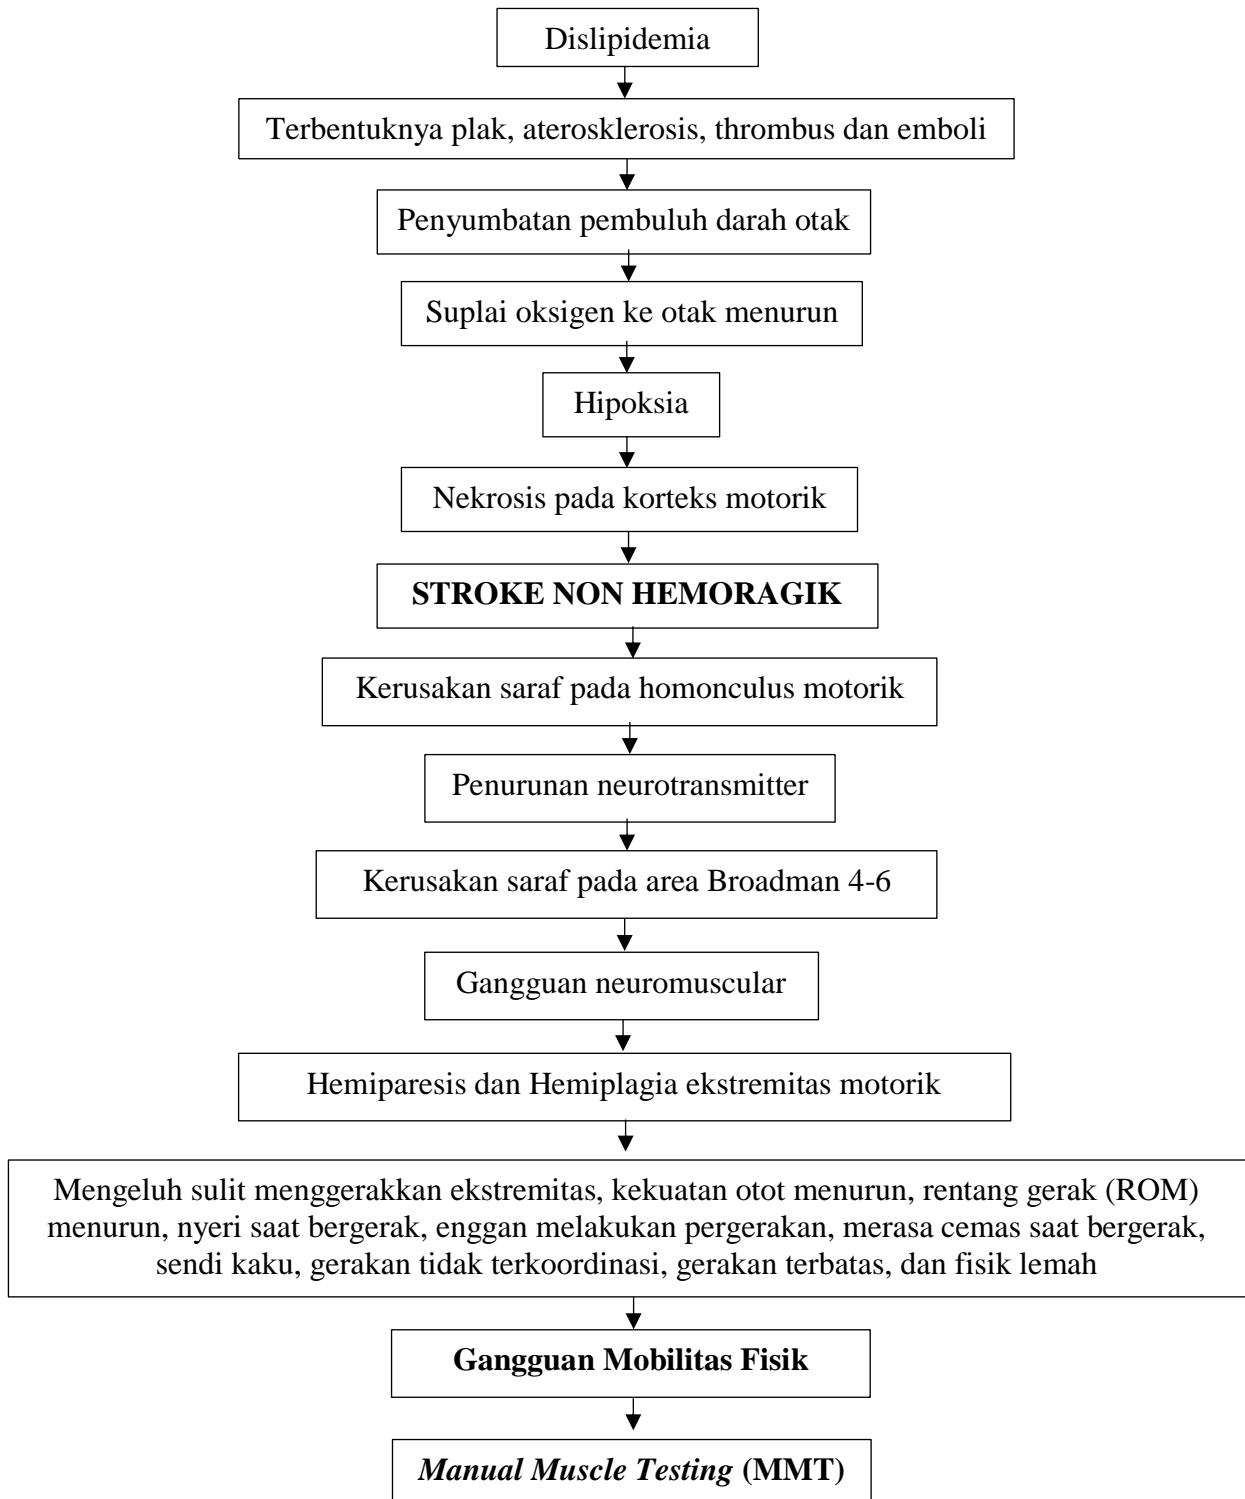 Dislipidemia
Terbentuknya plak, aterosklerosis, thrombus dan emboli
Penyumbatan pembuluh darah otak
Suplai oksigen ke otak menurun
Hipoksia
Nekrosis pada korteks motorik
STROKE NON HEMORAGIK
Kerusakan saraf pada homonculus motorik
Penurunan neurotransmitter
Kerusakan saraf pada area Broadman 4-6
Gangguan neuromuscular
Hemiparesis dan Hemiplagia ekstremitas motorik
Mengeluh sulit menggerakkan ekstremitas, kekuatan otot menurun, rentang gerak (ROM)
menurun, nyeri saat bergerak, enggan melakukan pergerakan, merasa cemas saat bergerak,
sendi kaku, gerakan tidak terkoordinasi, gerakan terbatas, dan fisik lemah
Gangguan Mobilitas Fisik
Manual Muscle Testing (MMT)